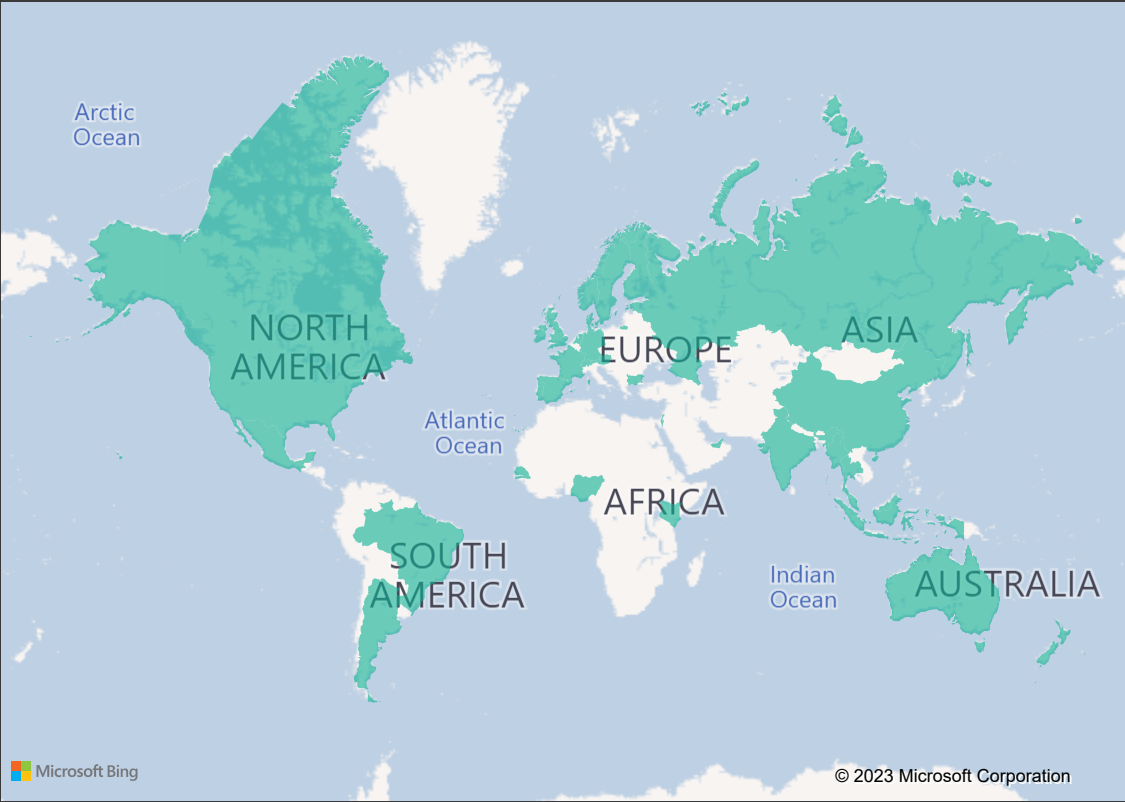 Arctic
Ocean
NORTH
AMERICA
EUROPE
ASIA
Atlantic
Ocean
AFRICA
SOUTH
AMERICA
Indian
Ocean
AUSTRALIA
Microsoft Bing
© 2023 Microsoft Corporation